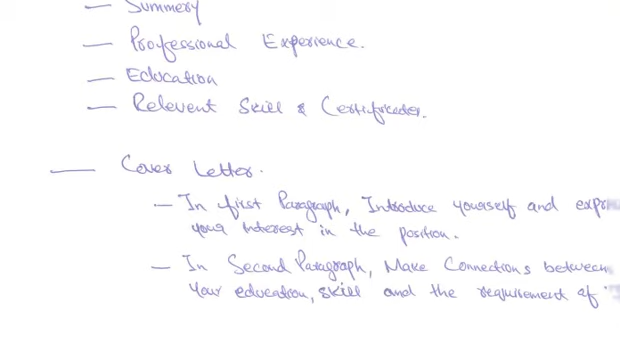 — Summery
— Professional Experience.
— Education
— Relevent Skill & Certificates.
— Cover Letter.
— In first Paragraph, Introduce yourself and
your interest in the position.
— In Second Paragraph, Make Connections between
your education, skill and the requirement of